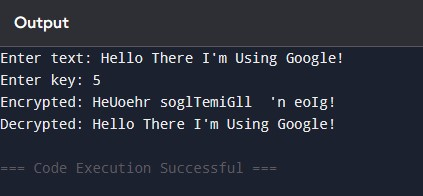 Output
Enter text: Hello There I'm Using Google!
Enter key: 5
Encrypted: HeUoehr soglTemiGll  'n eoIg!
Decrypted: Hello There I'm Using Google!
=== Code Execution Successful ===